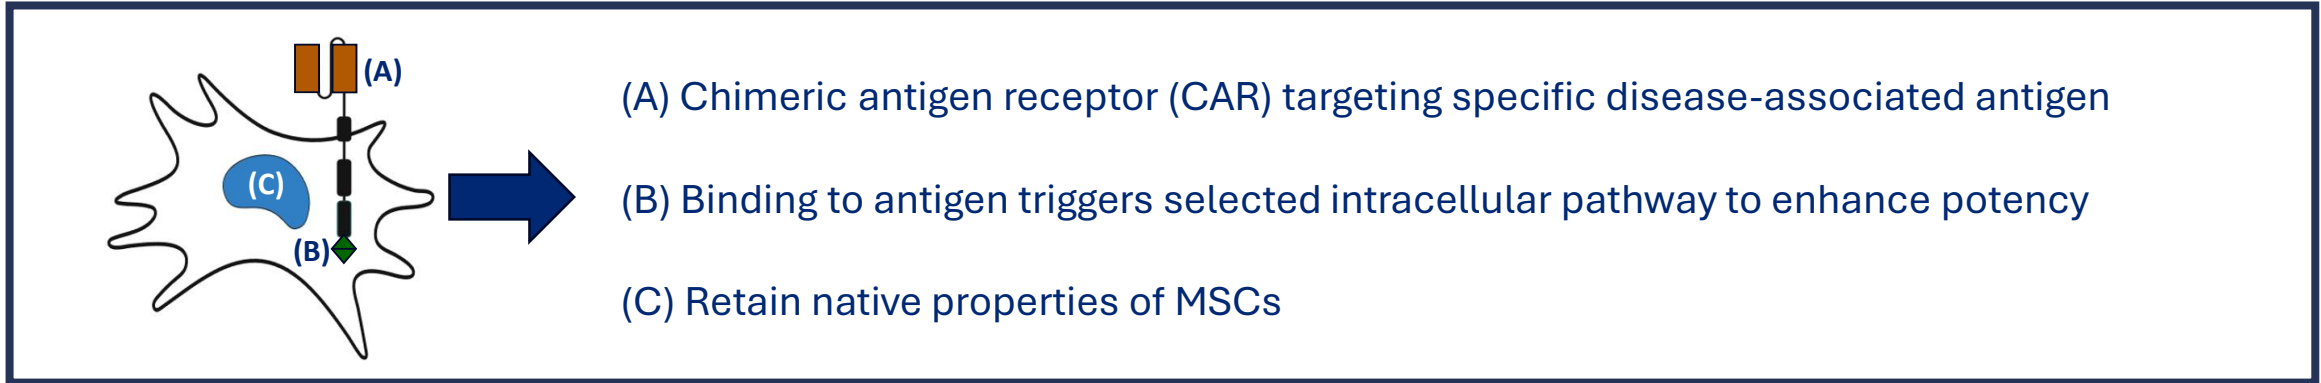 (A)
(C)
(B)
(A) Chimeric antigen receptor (CAR) targeting specific disease-associated antigen
(B) Binding to antigen triggers selected intracellular pathway to enhance potency
(C) Retain native properties of MSCs